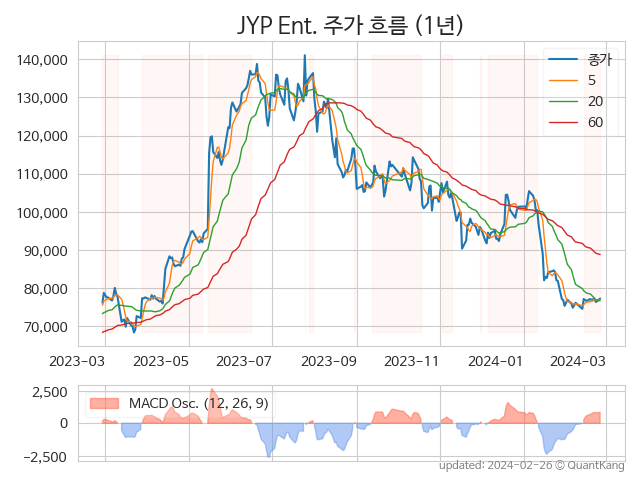 JYP Ent. 주가 흐름 (1년)
140,000
130,000
120,000
110,000
100,000
90,000
80,000
70,000
종가
5
20
60
2023-03 2023-05 2023-07 2023-09 2023-11 2024-01 2024-03
2,500
0
−2,500
MACD Osc. (12, 26, 9)
updated: 2024-02-26 © QuantKang